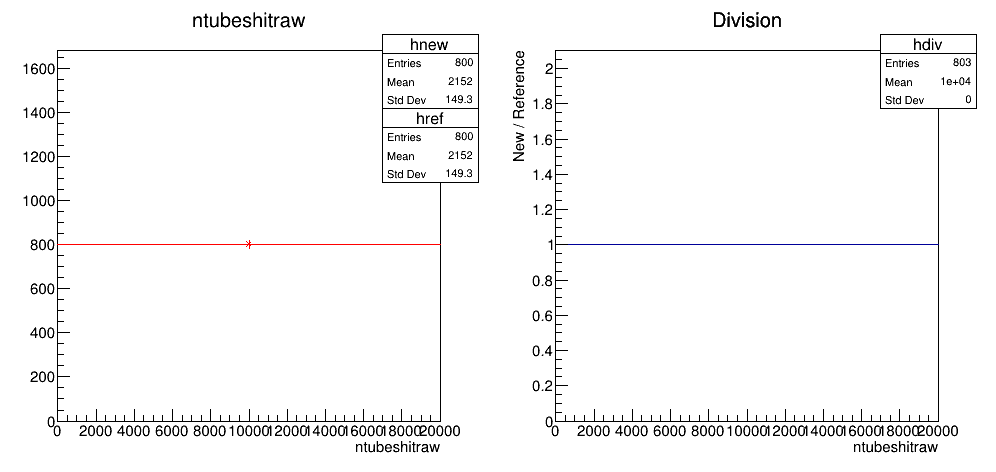 ntubeshitraw
hnew
Entries 800
Mean 2152
Std Dev 149.3
href
Entries 800
Mean 2152
Std Dev 149.3
1600
1400
1200
1000
800
600
400
200
0
0 2000 4000 6000 8000 10000 12000 14000 16000 18000 20000
ntubeshitraw
Division
hdiv
Entries 803
Mean 1e+04
Std Dev 0
New / Reference
2
1.8
1.6
1.4
1.2
1
0.8
0.6
0.4
0.2
0
0 2000 4000 6000 8000 10000 12000 14000 16000 18000 20000
ntubeshitraw